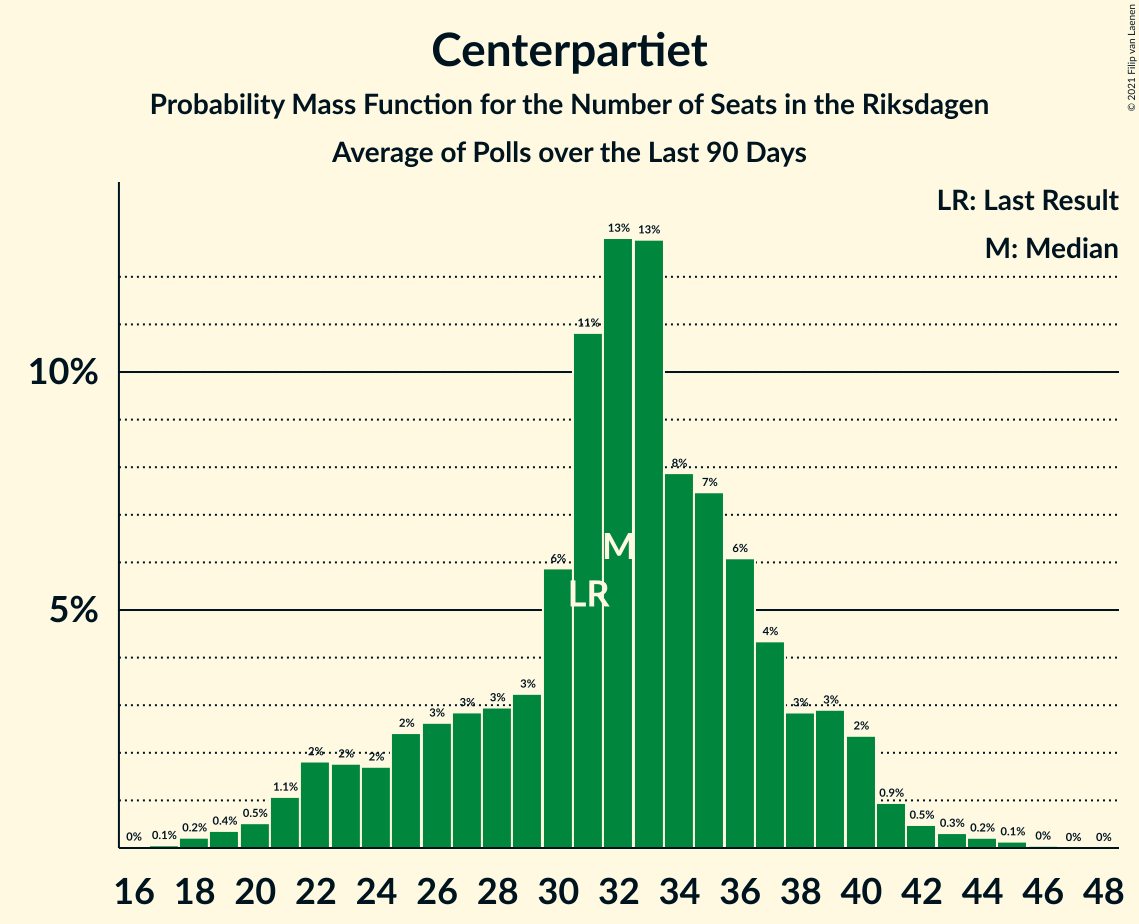 Centerpartiet
Probability Mass Function for the Number of Seats in the Riksdagen
Average of Polls over the Last 90 Days
© 2021 Filip van Laenen
LR: Last Result
M: Median
10%
5%
0% 0.1% 0.2% 0.4% 0.5% 1.1% 2% 2% 2% 2% 3% 3% 3% 3% 6% 11% 13% 13% 8% 7% 6% 4% 3% 3% 2% 0.9% 0.5% 0.3% 0.2% 0.1% 0% 0% 0%
M
LR
16 18 20 22 24 26 28 30 32 34 36 38 40 42 44 46 48